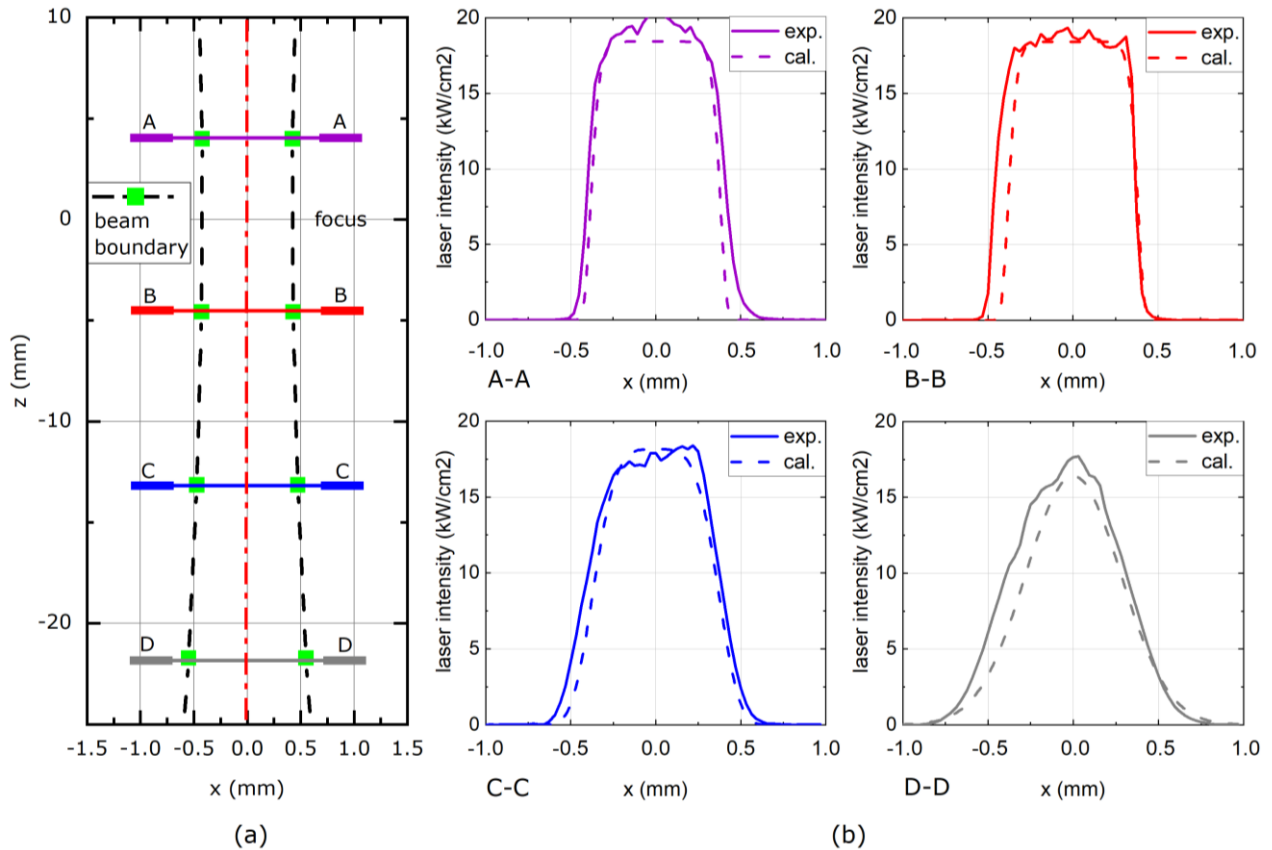 10
0
-10
-20
z (mm)
A A
beam
boundary
focus
B B
C C
D D
-1.5 -1.0 -0.5 0.0 0.5 1.0 1.5
x (mm)
(a)
20
15
10
5
0
laser intensity (kW/cm2)
exp.
cal.
-1.0 -0.5 0.0 0.5 1.0
A-A x (mm)
20
15
10
5
0
laser intensity (kW/cm2)
exp.
cal.
-1.0 -0.5 0.0 0.5 1.0
B-B x (mm)
20
15
10
5
0
laser intensity (kW/cm2)
exp.
cal.
-1.0 -0.5 0.0 0.5 1.0
C-C x (mm)
20
15
10
5
0
laser intensity (kW/cm2)
exp.
cal.
-1.0 -0.5 0.0 0.5 1.0
D-D x (mm)
(b)